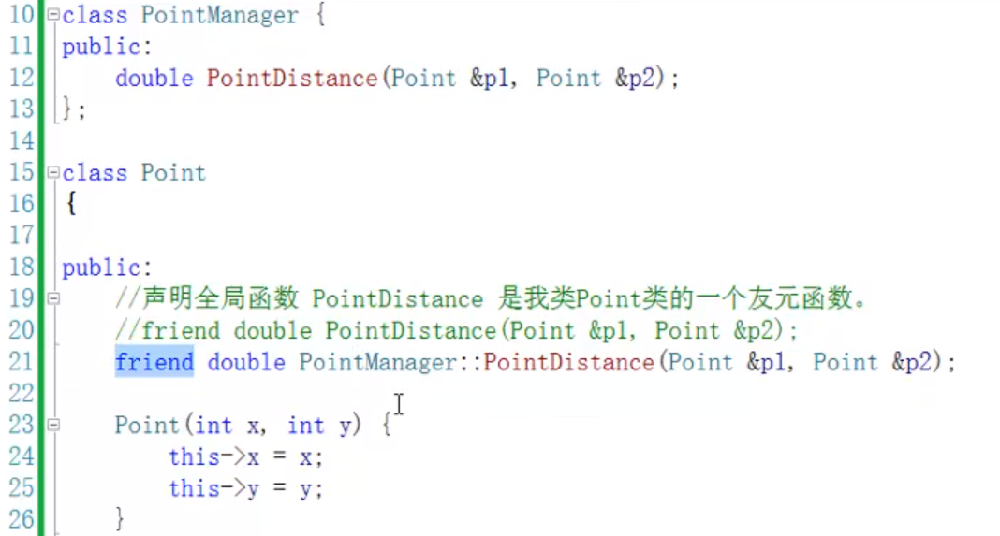 10 class PointManager {
11 public:
12     double PointDistance(Point &p1, Point &p2);
13 };
14
15 class Point
16 {
17
18 public:
19     //声明全局函数 PointDistance 是我类Point类的一个友元函数。
20     //friend double PointDistance(Point &p1, Point &p2);
21     friend double PointManager::PointDistance(Point &p1, Point &p2);
22
23     Point(int x, int y) {
24         this->x = x;
25         this->y = y;
26     }